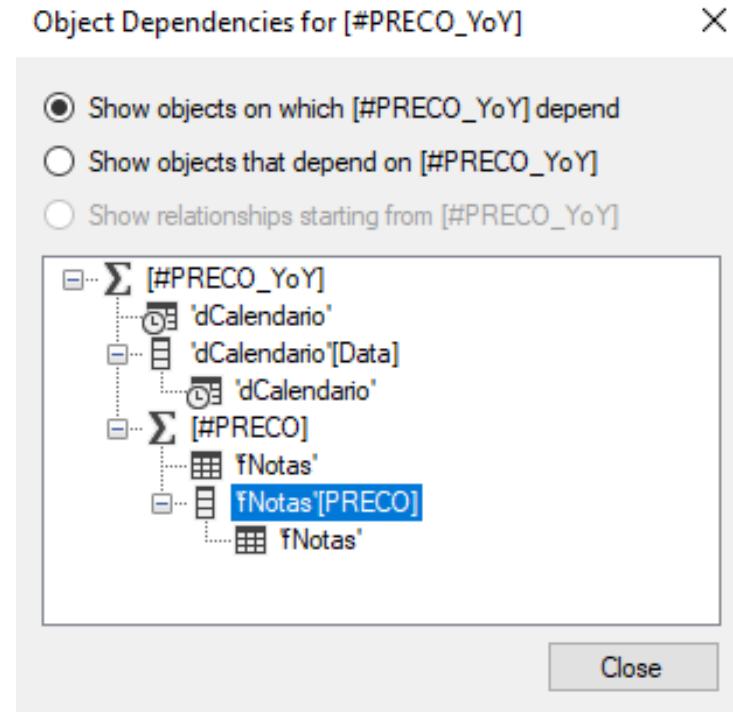 Object Dependencies for [#PRECO_YoY]
Show objects on which [#PRECO_YoY] depend
Show objects that depend on [#PRECO_YoY]
Show relationships starting from [#PRECO_YoY]
[#PRECO_YoY]
'dCalendario'
'dCalendario'[Data]
'dCalendario'
[#PRECO]
'fNotas'
'fNotas'[PRECO]
'fNotas'
Close